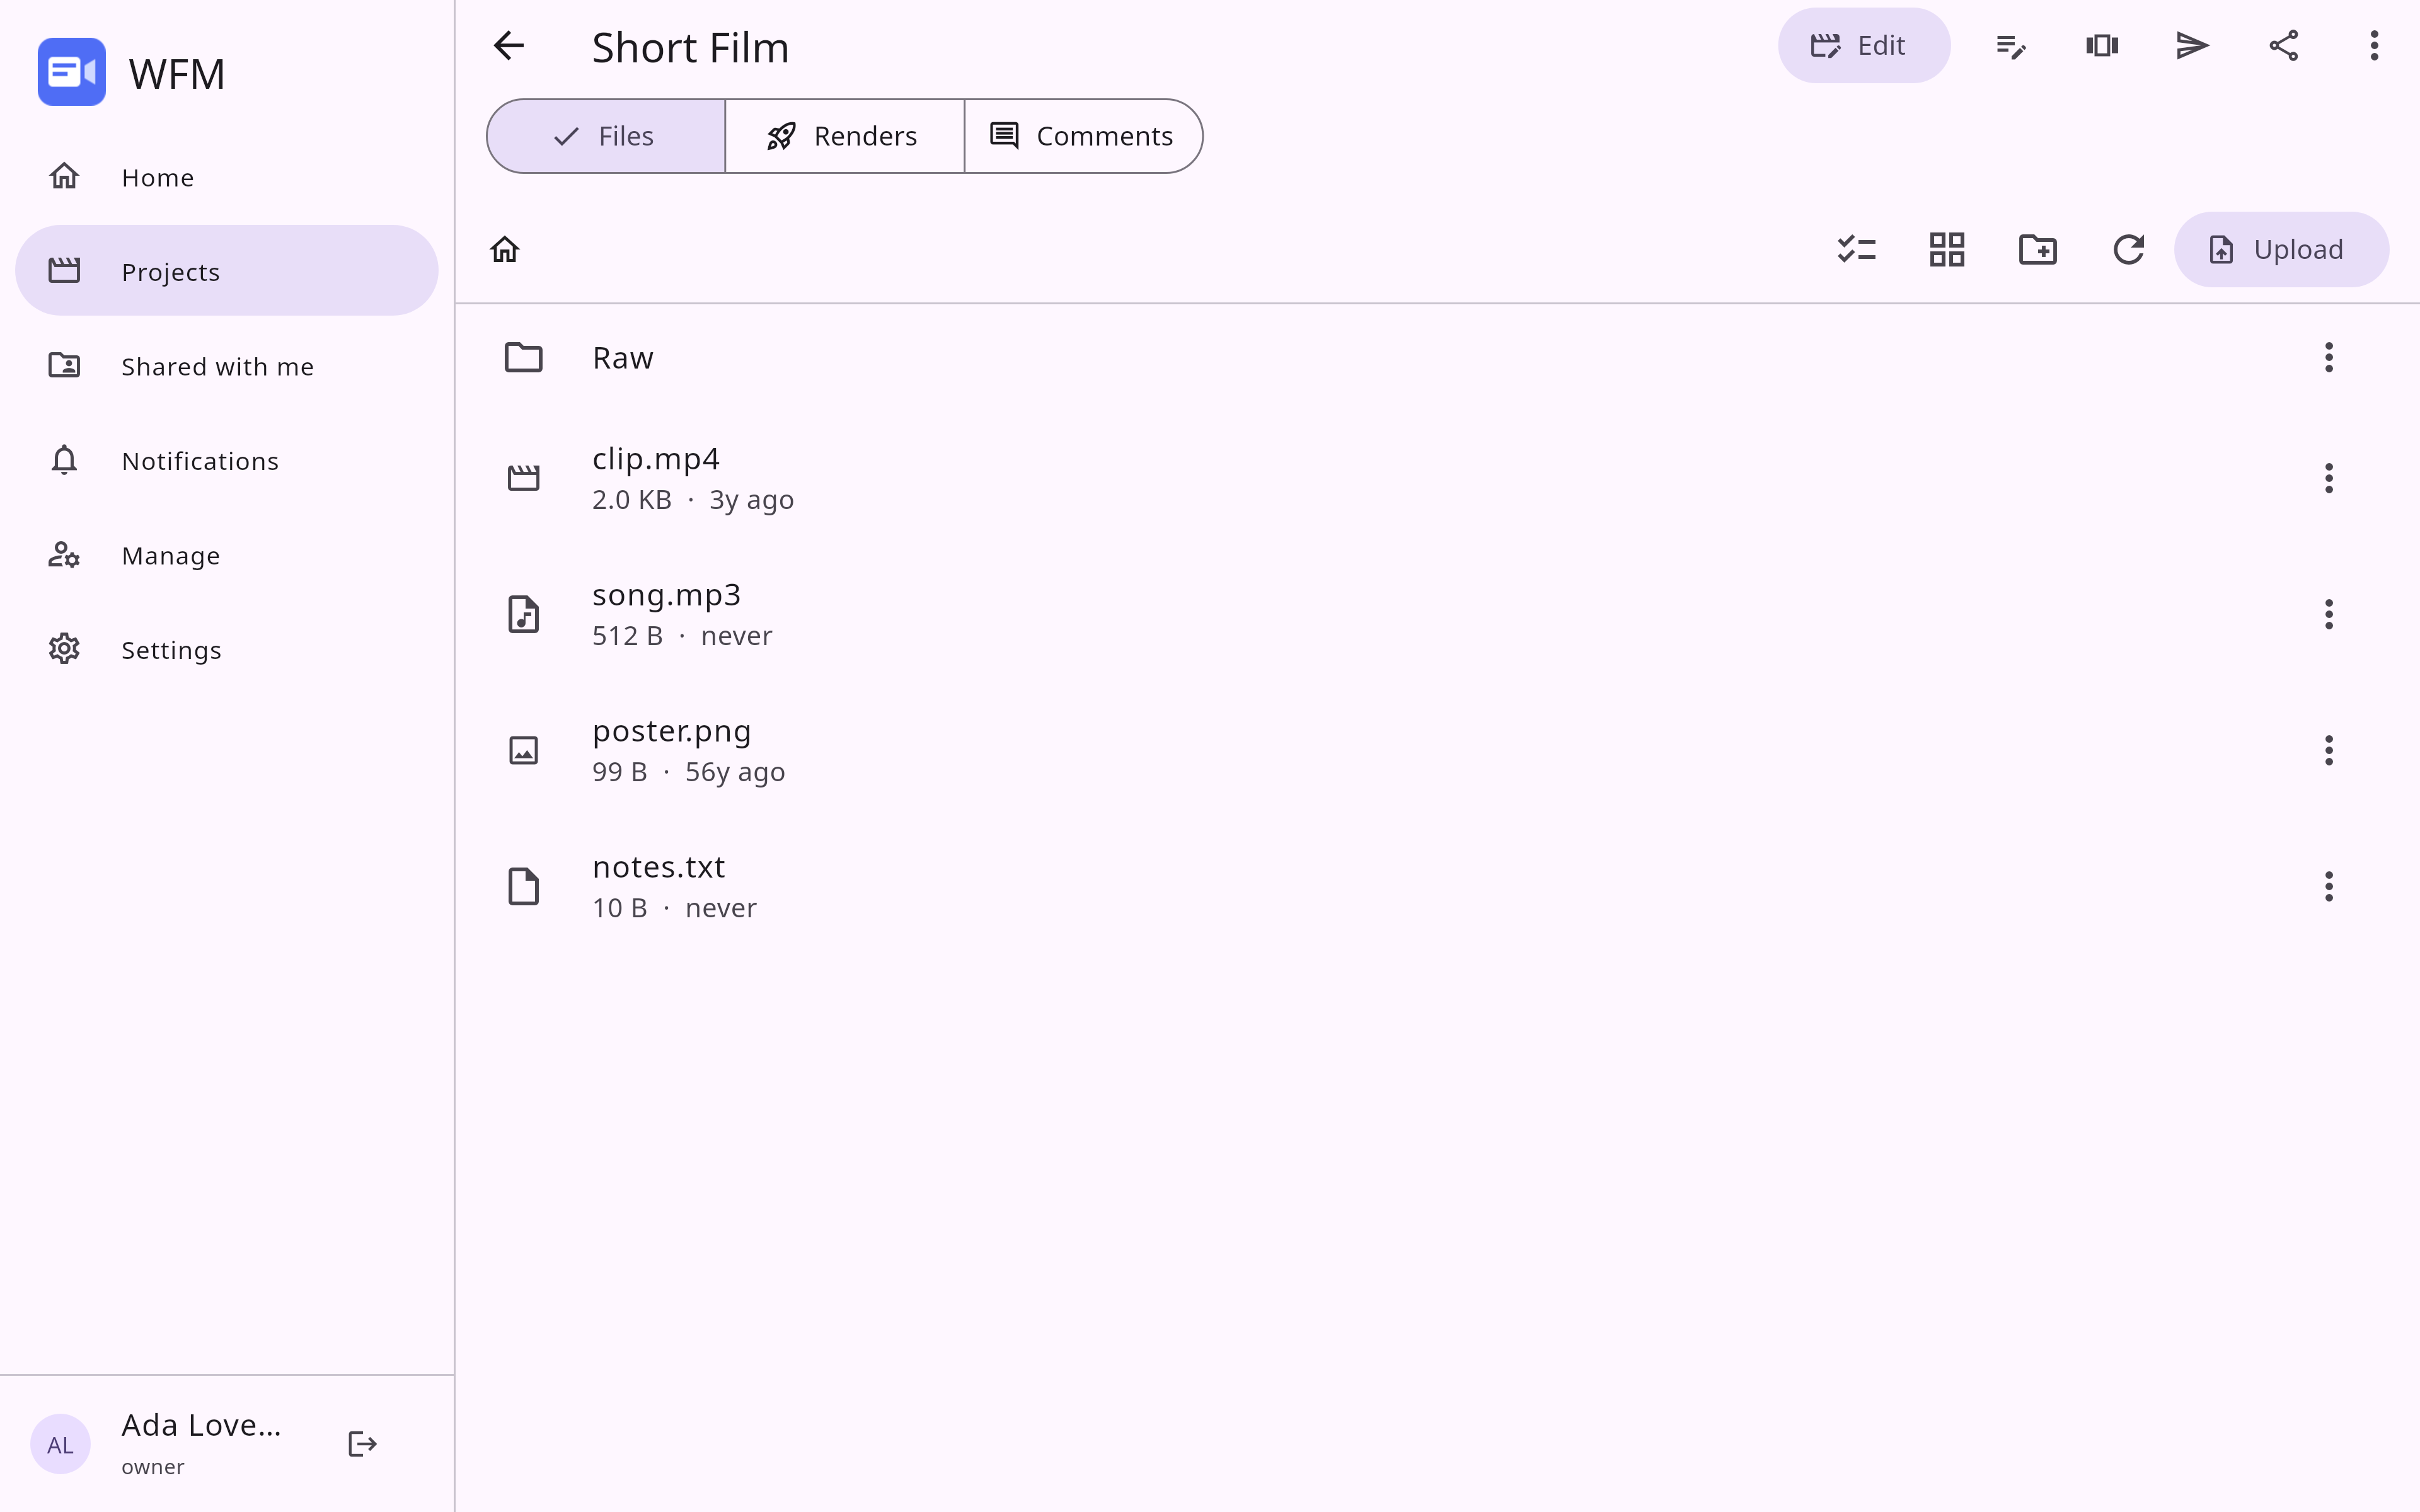 WFM
Home
Projects
Shared with me
Notifications
Manage
Settings
AL
Ada Love...
owner
Short Film
Edit
Files
Renders
Comments
Upload
Raw
clip.mp4
2.0 KB · 3y ago
song.mp3
512 B · never
poster.png
99 B · 56y ago
notes.txt
10 B · never